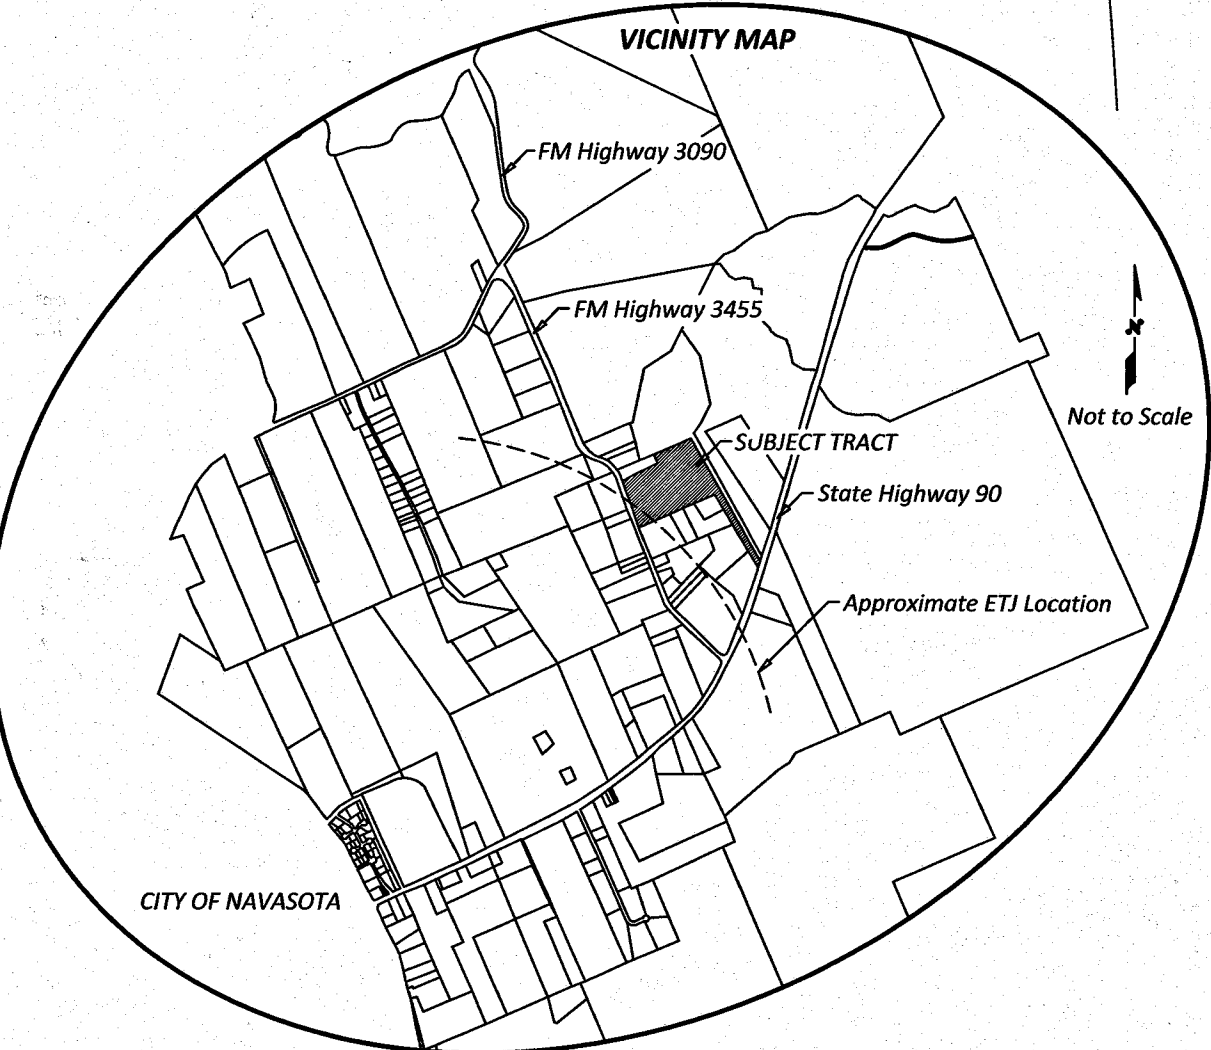 VICINITY MAP
FM Highway 3090
FM Highway 3455
N
Not to Scale
SUBJECT TRACT
State Highway 90
Approximate ETJ Location
CITY OF NAVASOTA